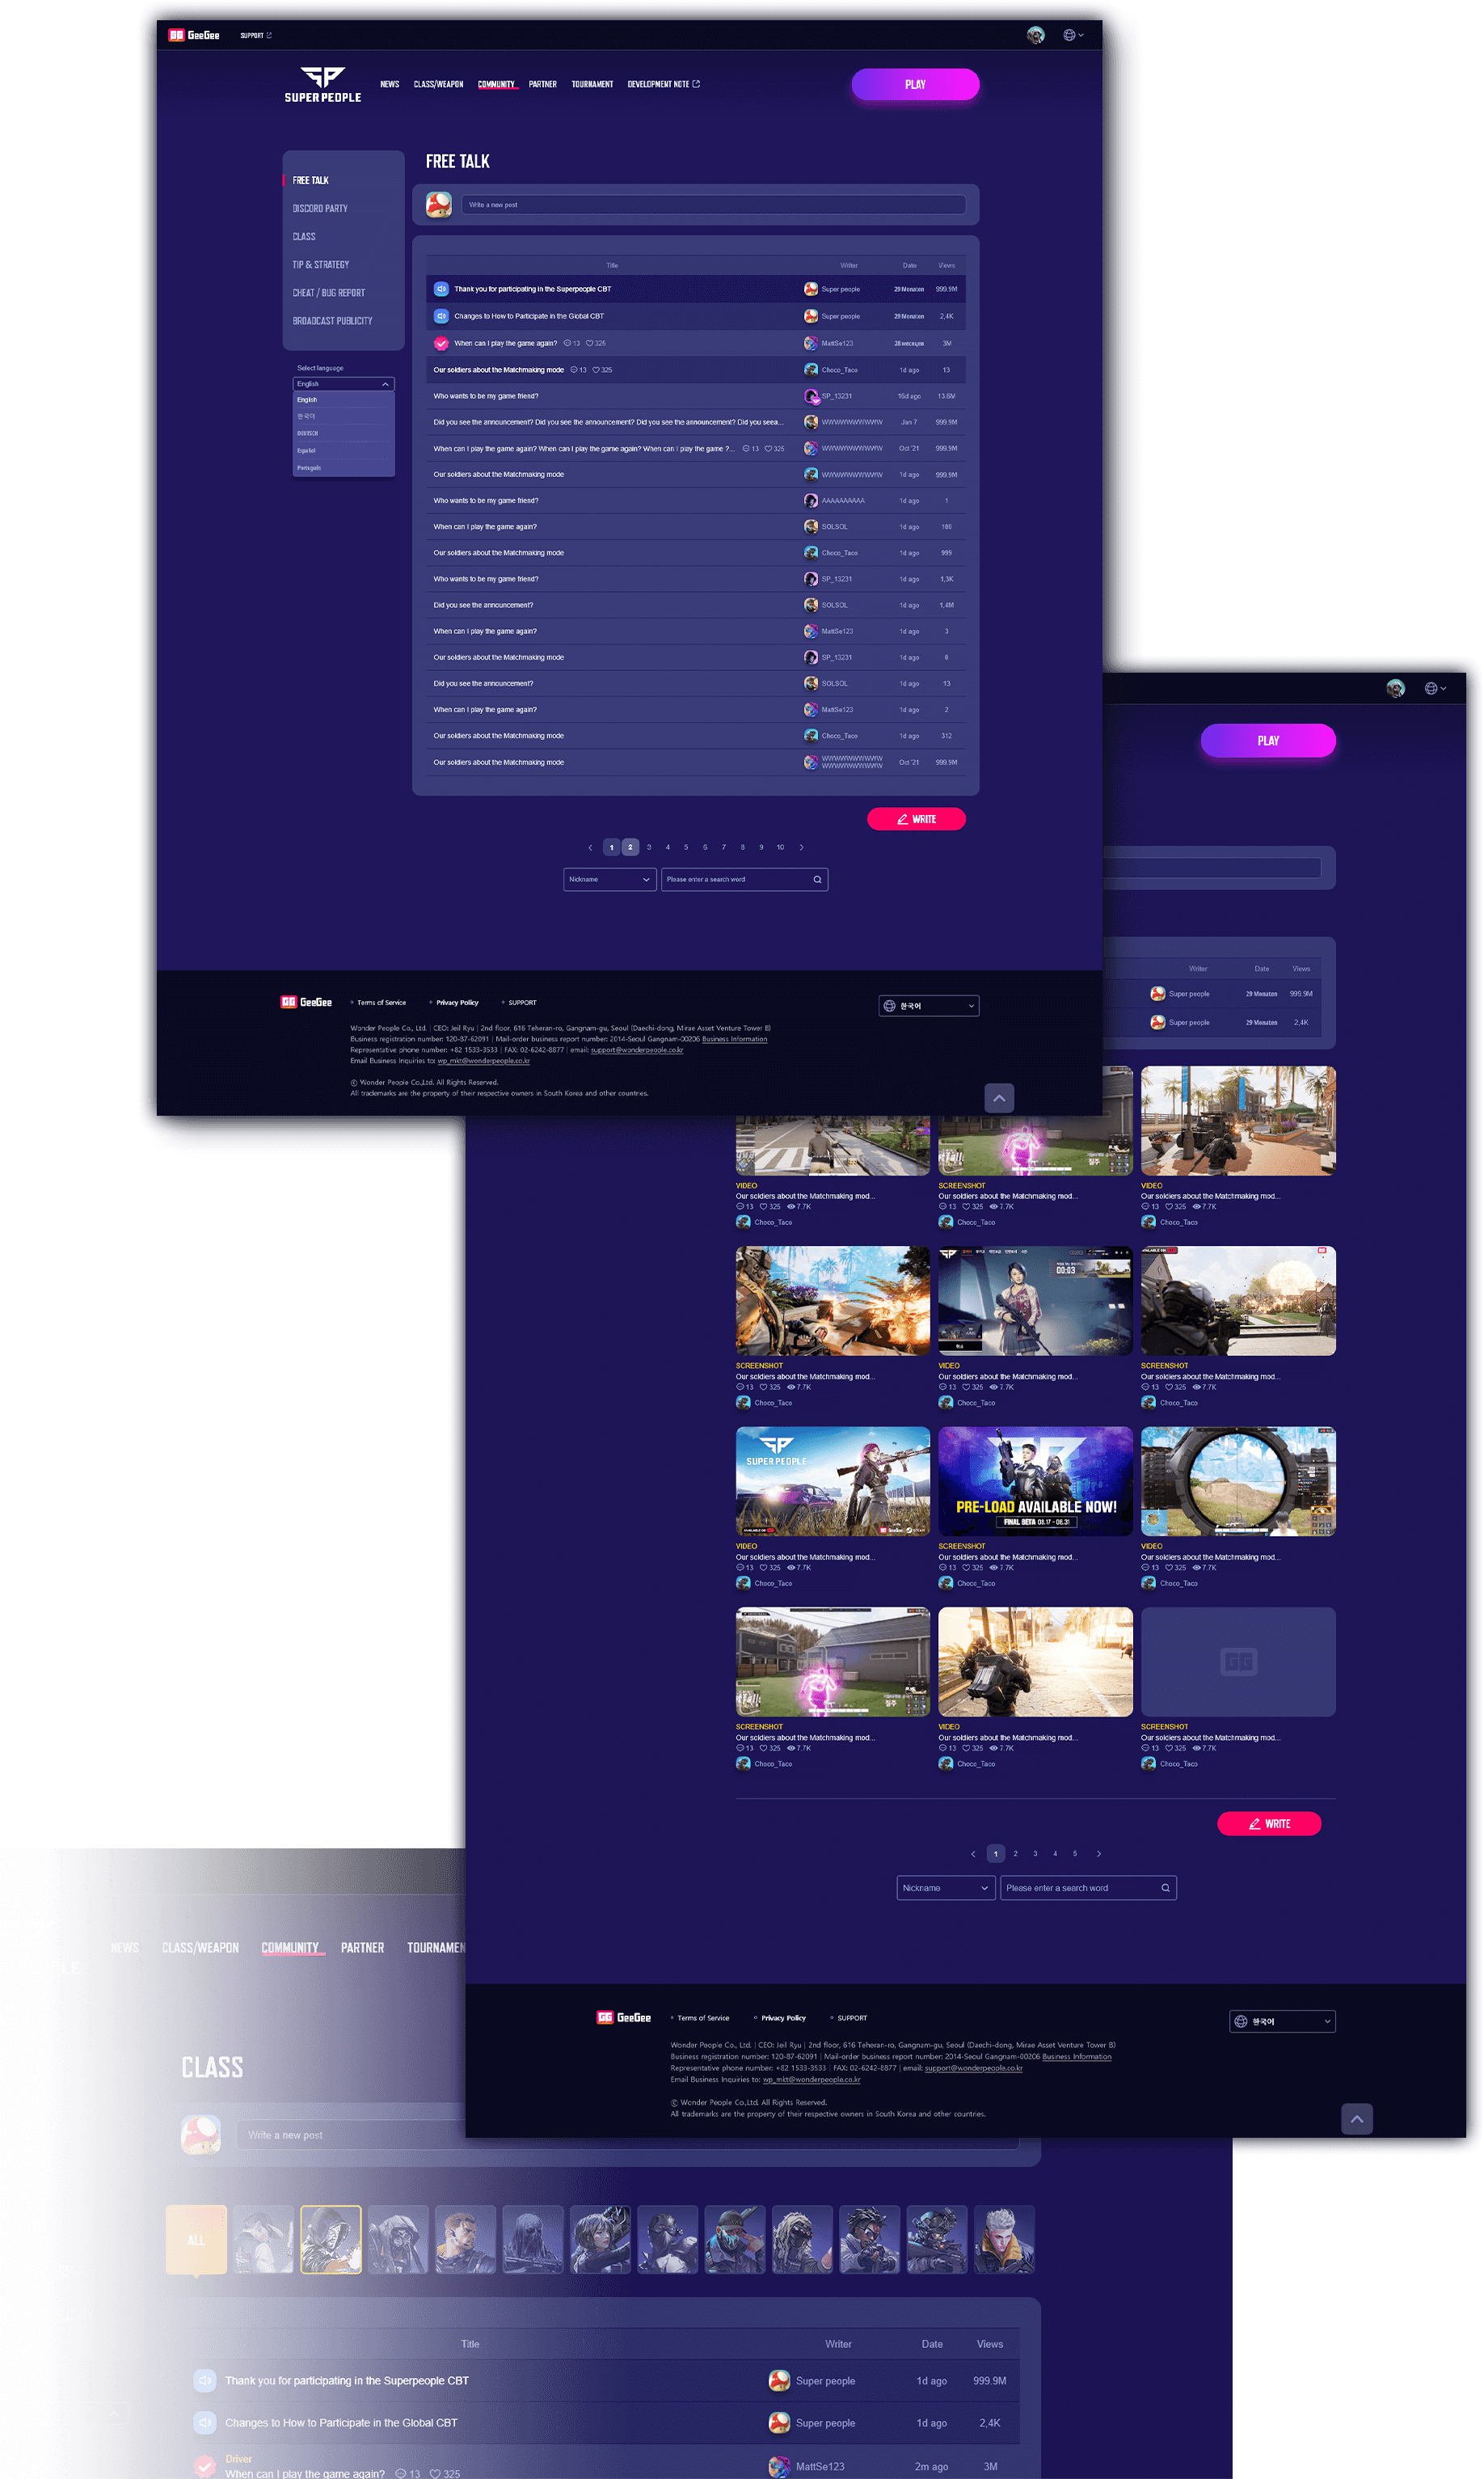 GeeGee
SUPPORT
SUPER PEOPLE
NEWS CLASS/WEAPON COMMUNITY PARTNER TOURNAMENT DEVELOPMENT NOTE
PLAY
FREE TALK
DISCORD PARTY
CLASS
TIP & STRATEGY
CHEAT / BUG REPORT
BROADCAST PUBLICITY
Select language
English
English
한국어
DEUTSCH
Español
Português
FREE TALK
Write a new post
Title Writer Date Views
Thank you for participating in the Superpeople CBT Super people 29 Monaten 999.9M
Changes to How to Participate in the Global CBT Super people 29 Monaten 2,4K
When can I play the game again? 13 325 MattSe123 28 месяцев 3M
Our soldiers about the Matchmaking mode 13 325 Choco_Taco 1d ago 13
Who wants to be my game friend? SP_13231 16d ago 13.6M
Did you see the announcement? Did you see the announcement? Did you see the announcement? Did you seea... Jan 7 999.9M
When can I play the game again? When can I play the game again? When can I play the game ?... 13 325 Oct '21 999.9M
Our soldiers about the Matchmaking mode 1d ago 999.9M
Who wants to be my game friend? AAAAAAAAAA 1d ago 1
When can I play the game again? SOLSOL 1d ago 100
Our soldiers about the Matchmaking mode Choco_Taco 1d ago 999
Who wants to be my game friend? SP_13231 1d ago 1,3K
Did you see the announcement? SOLSOL 1d ago 1,4M
When can I play the game again? MattSe123 1d ago 3
Our soldiers about the Matchmaking mode SP_13231 1d ago 0
Did you see the announcement? SOLSOL 1d ago 13
When can I play the game again? MattSe123 1d ago 2
Our soldiers about the Matchmaking mode Choco_Taco 1d ago 312
Our soldiers about the Matchmaking mode Oct '21 999.9M
WRITE
1 2 3 4 5 6 7 8 9 10
Nickname Please enter a search word
GeeGee Terms of Service Privacy Policy SUPPORT 한국어
Wonder People Co., Ltd. | CEO: Jeil Ryu | 2nd floor, 616 Teheran-ro, Gangnam-gu, Seoul (Daechi-dong, Mirae Asset Venture Tower B)
Business registration number: 120-87-62091 | Mail-order business report number: 2014-Seoul Gangnam-00206 Business Information
Representative phone number: +82 1533-3533 | FAX: 02-6242-8877 | email: support@wonderpeople.co.kr
Email Business Inquiries to: wp_mkt@wonderpeople.co.kr
© Wonder People Co.,Ltd. All Rights Reserved.
All trademarks are the property of their respective owners in South Korea and other countries.
PLAY
Writer Date Views
Super people 29 Monaten 999.9M
Super people 29 Monaten 2,4K
VIDEO SCREENSHOT VIDEO
Our soldiers about the Matchmaking mod... Our soldiers about the Matchmaking mod... Our soldiers about the Matchmaking mod...
13 325 7.7K 13 325 7.7K 13 325 7.7K
Choco_Taco Choco_Taco Choco_Taco
00:03
SCREENSHOT VIDEO SCREENSHOT
Our soldiers about the Matchmaking mod... Our soldiers about the Matchmaking mod... Our soldiers about the Matchmaking mod...
13 325 7.7K 13 325 7.7K 13 325 7.7K
Choco_Taco Choco_Taco Choco_Taco
SUPER PEOPLE
PRE-LOAD AVAILABLE NOW!
FINAL BETA 08.17 - 08.31
VIDEO SCREENSHOT VIDEO
Our soldiers about the Matchmaking mod... Our soldiers about the Matchmaking mod... Our soldiers about the Matchmaking mod...
13 325 7.7K 13 325 7.7K 13 325 7.7K
Choco_Taco Choco_Taco Choco_Taco
GG
SCREENSHOT VIDEO SCREENSHOT
Our soldiers about the Matchmaking mod... Our soldiers about the Matchmaking mod... Our soldiers about the Matchmaking mod...
13 325 7.7K 13 325 7.7K 13 325 7.7K
Choco_Taco Choco_Taco Choco_Taco
WRITE
1 2 3 4 5
Nickname Please enter a search word
GeeGee Terms of Service Privacy Policy SUPPORT 한국어
Wonder People Co., Ltd. | CEO: Jeil Ryu | 2nd floor, 616 Teheran-ro, Gangnam-gu, Seoul (Daechi-dong, Mirae Asset Venture Tower B)
Business registration number: 120-87-62091 | Mail-order business report number: 2014-Seoul Gangnam-00206 Business Information
Representative phone number: +82 1533-3533 | FAX: 02-6242-8877 | email: support@wonderpeople.co.kr
Email Business Inquiries to: wp_mkt@wonderpeople.co.kr
© Wonder People Co.,Ltd. All Rights Reserved.
All trademarks are the property of their respective owners in South Korea and other countries.
NEWS CLASS/WEAPON COMMUNITY PARTNER TOURNAMEN
CLASS
Write a new post
ALL
Title Writer Date Views
Thank you for participating in the Superpeople CBT Super people 1d ago 999.9M
Changes to How to Participate in the Global CBT Super people 1d ago 2,4K
Driver
When can I play the game again? 13 325 MattSe123 2m ago 3M